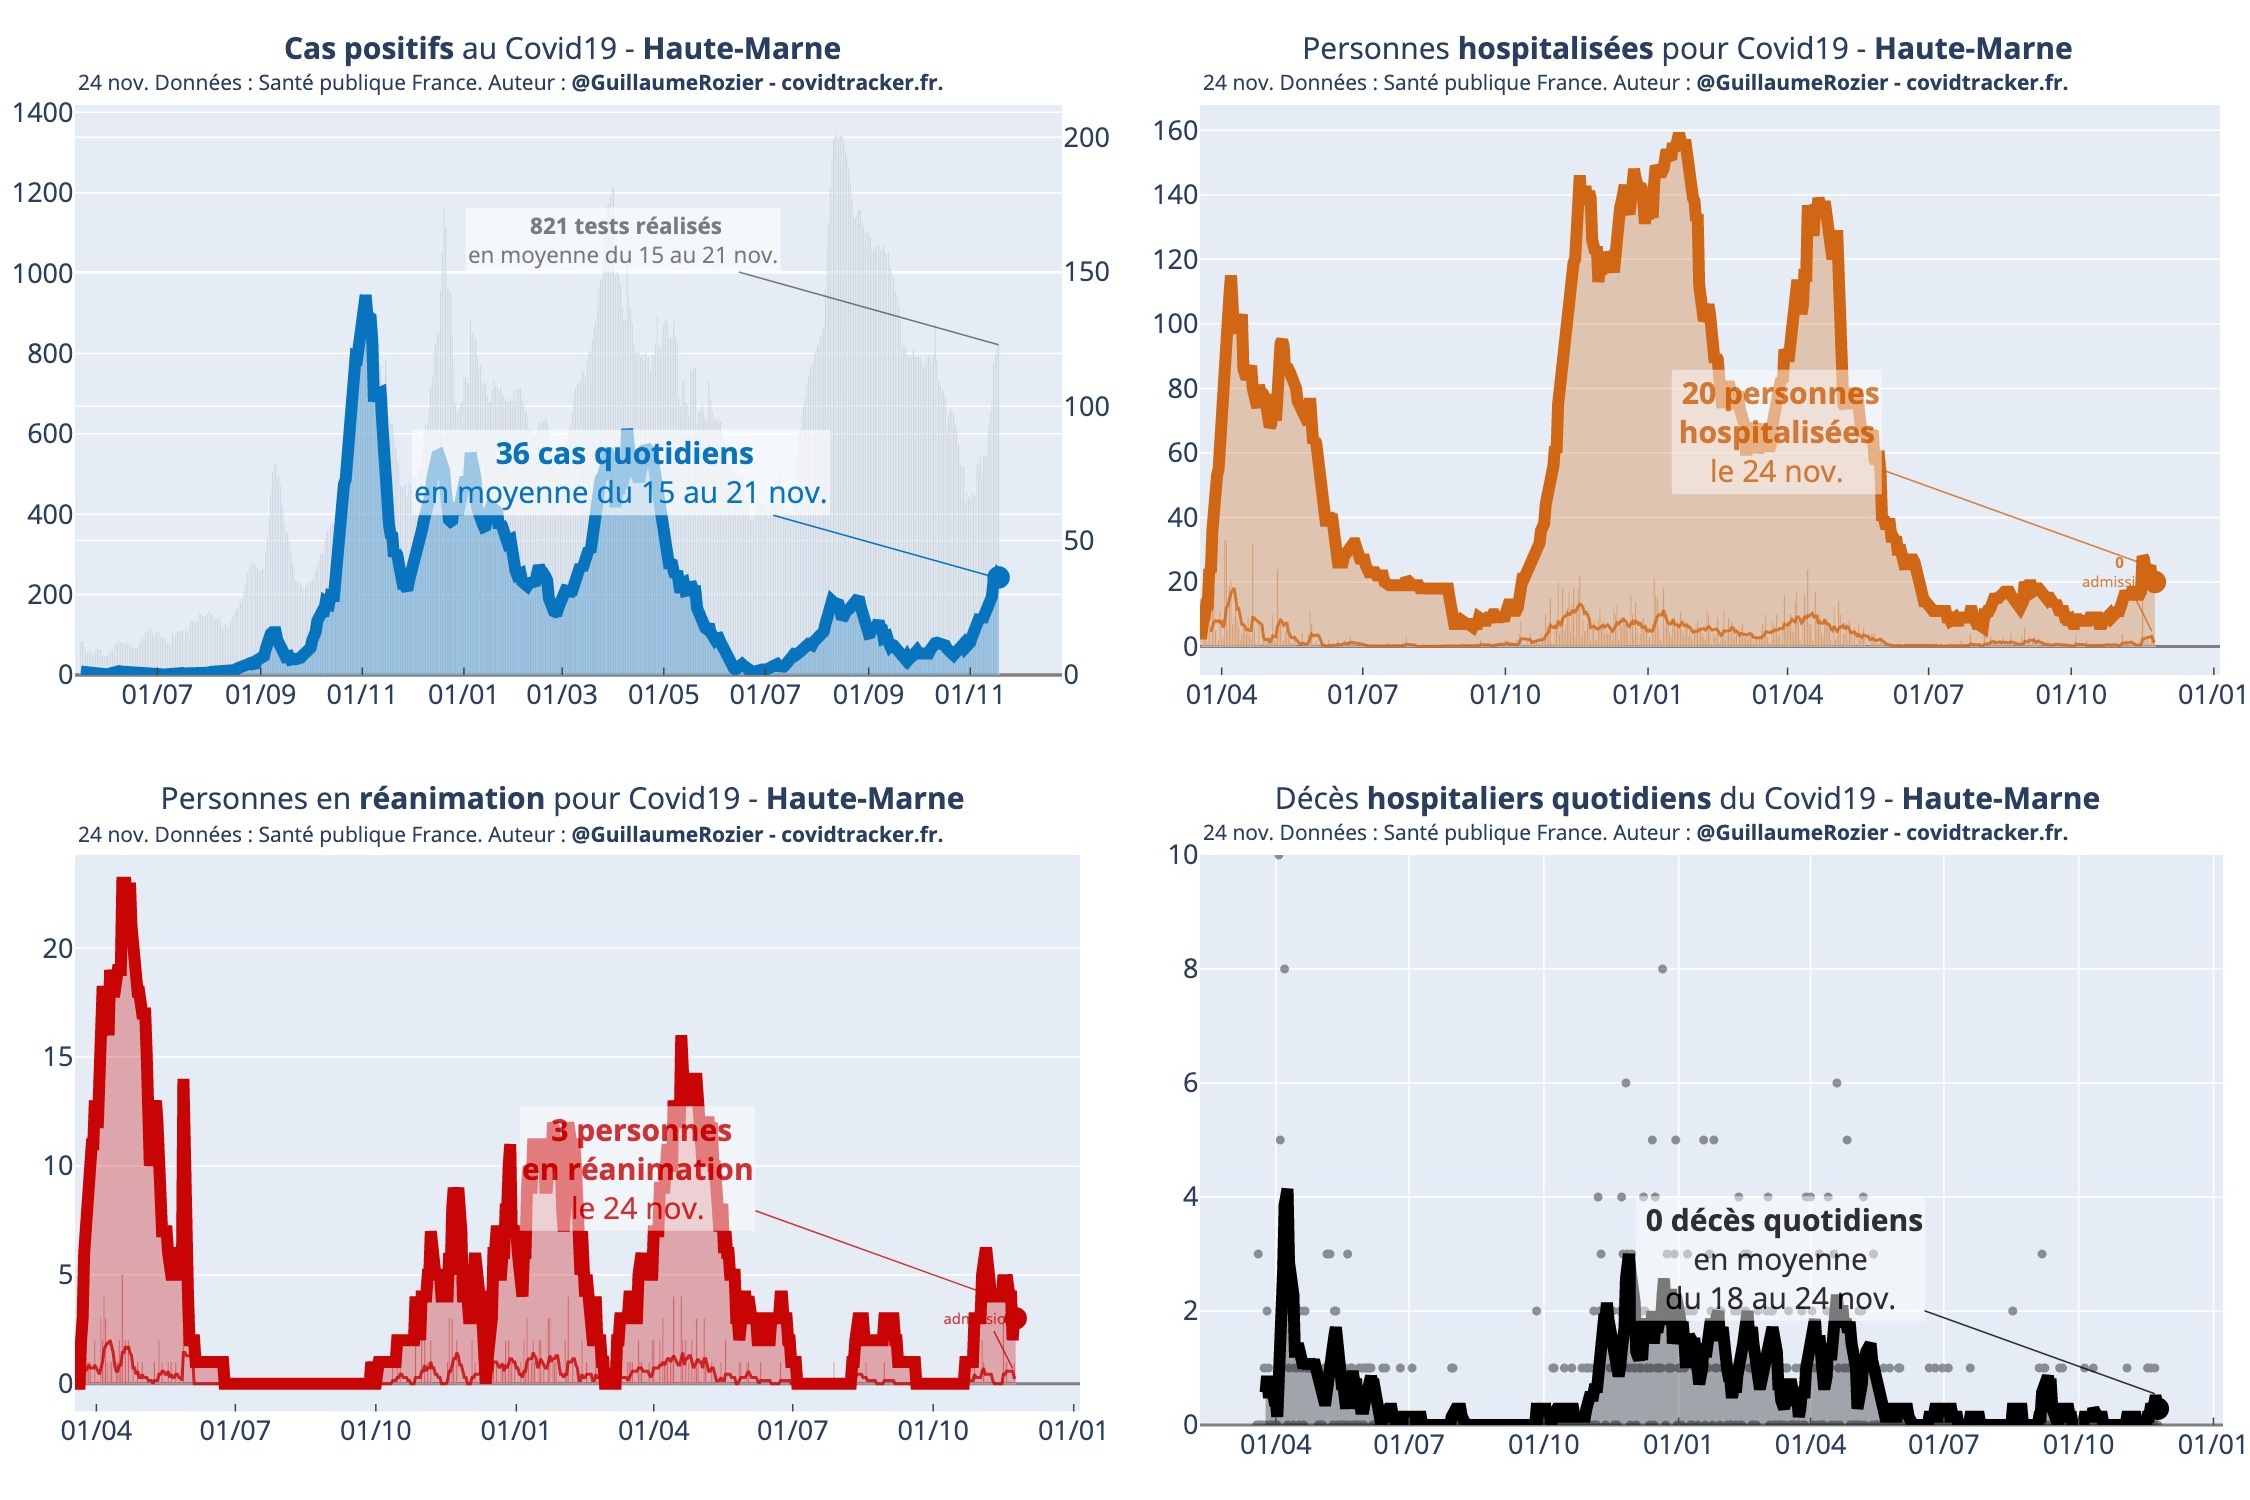 Cas positifs au Covid19 - Haute-Marne
24 nov. Données : Santé publique France. Auteur : @GuillaumeRozier - covidtracker.fr.
1400
1200
1000
800
600
400
200
0
200
150
100
50
0
821 tests réalisés
en moyenne du 15 au 21 nov.
36 cas quotidiens
en moyenne du 15 au 21 nov.
01/07 01/09 01/11 01/01 01/03 01/05 01/07 01/09 01/11
Personnes hospitalisées pour Covid19 - Haute-Marne
24 nov. Données : Santé publique France. Auteur : @GuillaumeRozier - covidtracker.fr.
160
140
120
100
80
60
40
20
0
20 personnes
hospitalisées
le 24 nov.
0
01/04 01/07 01/10 01/01 01/04 01/07 01/10 01/01
Personnes en réanimation pour Covid19 - Haute-Marne
24 nov. Données : Santé publique France. Auteur : @GuillaumeRozier - covidtracker.fr.
20
15
10
5
0
3 personnes
en réanimation
le 24 nov.
01/04 01/07 01/10 01/01 01/04 01/07 01/10 01/01
Décès hospitaliers quotidiens du Covid19 - Haute-Marne
24 nov. Données : Santé publique France. Auteur : @GuillaumeRozier - covidtracker.fr.
10
8
6
4
2
0
0 décès quotidiens
en moyenne
du 18 au 24 nov.
01/04 01/07 01/10 01/01 01/04 01/07 01/10 01/01